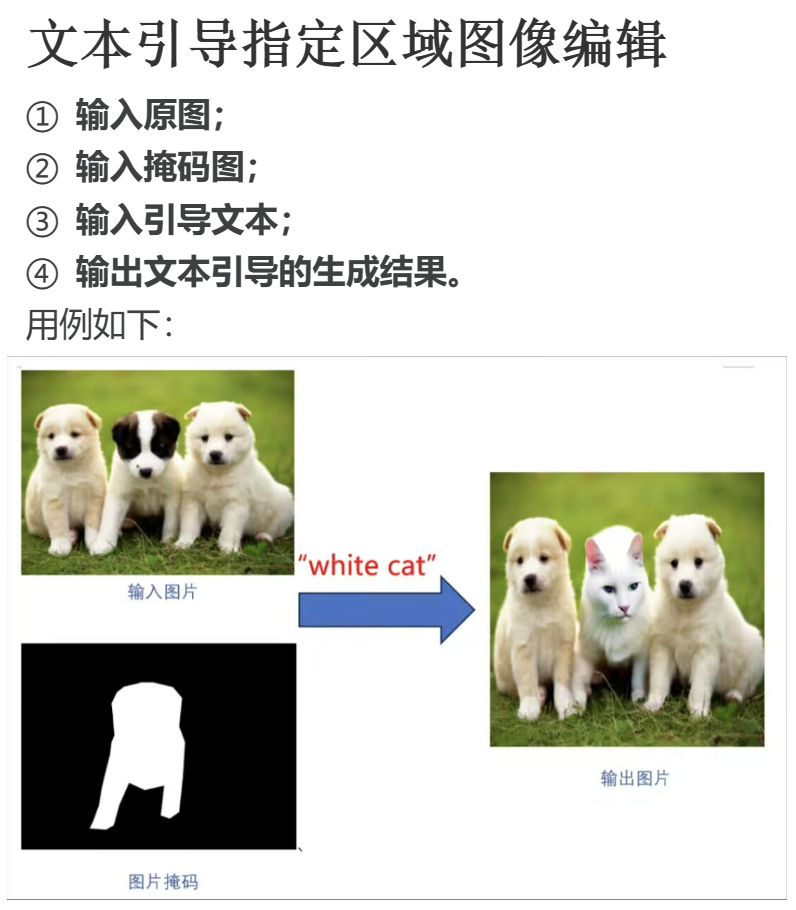 文本引导指定区域图像编辑
① 输入原图；
② 输入掩码图；
③ 输入引导文本；
④ 输出文本引导的生成结果。
用例如下：
输入图片
“white cat”
图片掩码
输出图片